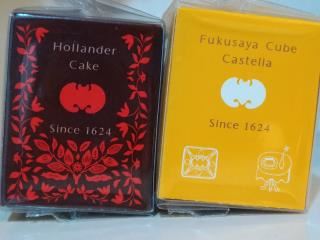 Hollander
Cake
Since 1624
Fukusaya Cube
Castella
Since 1624